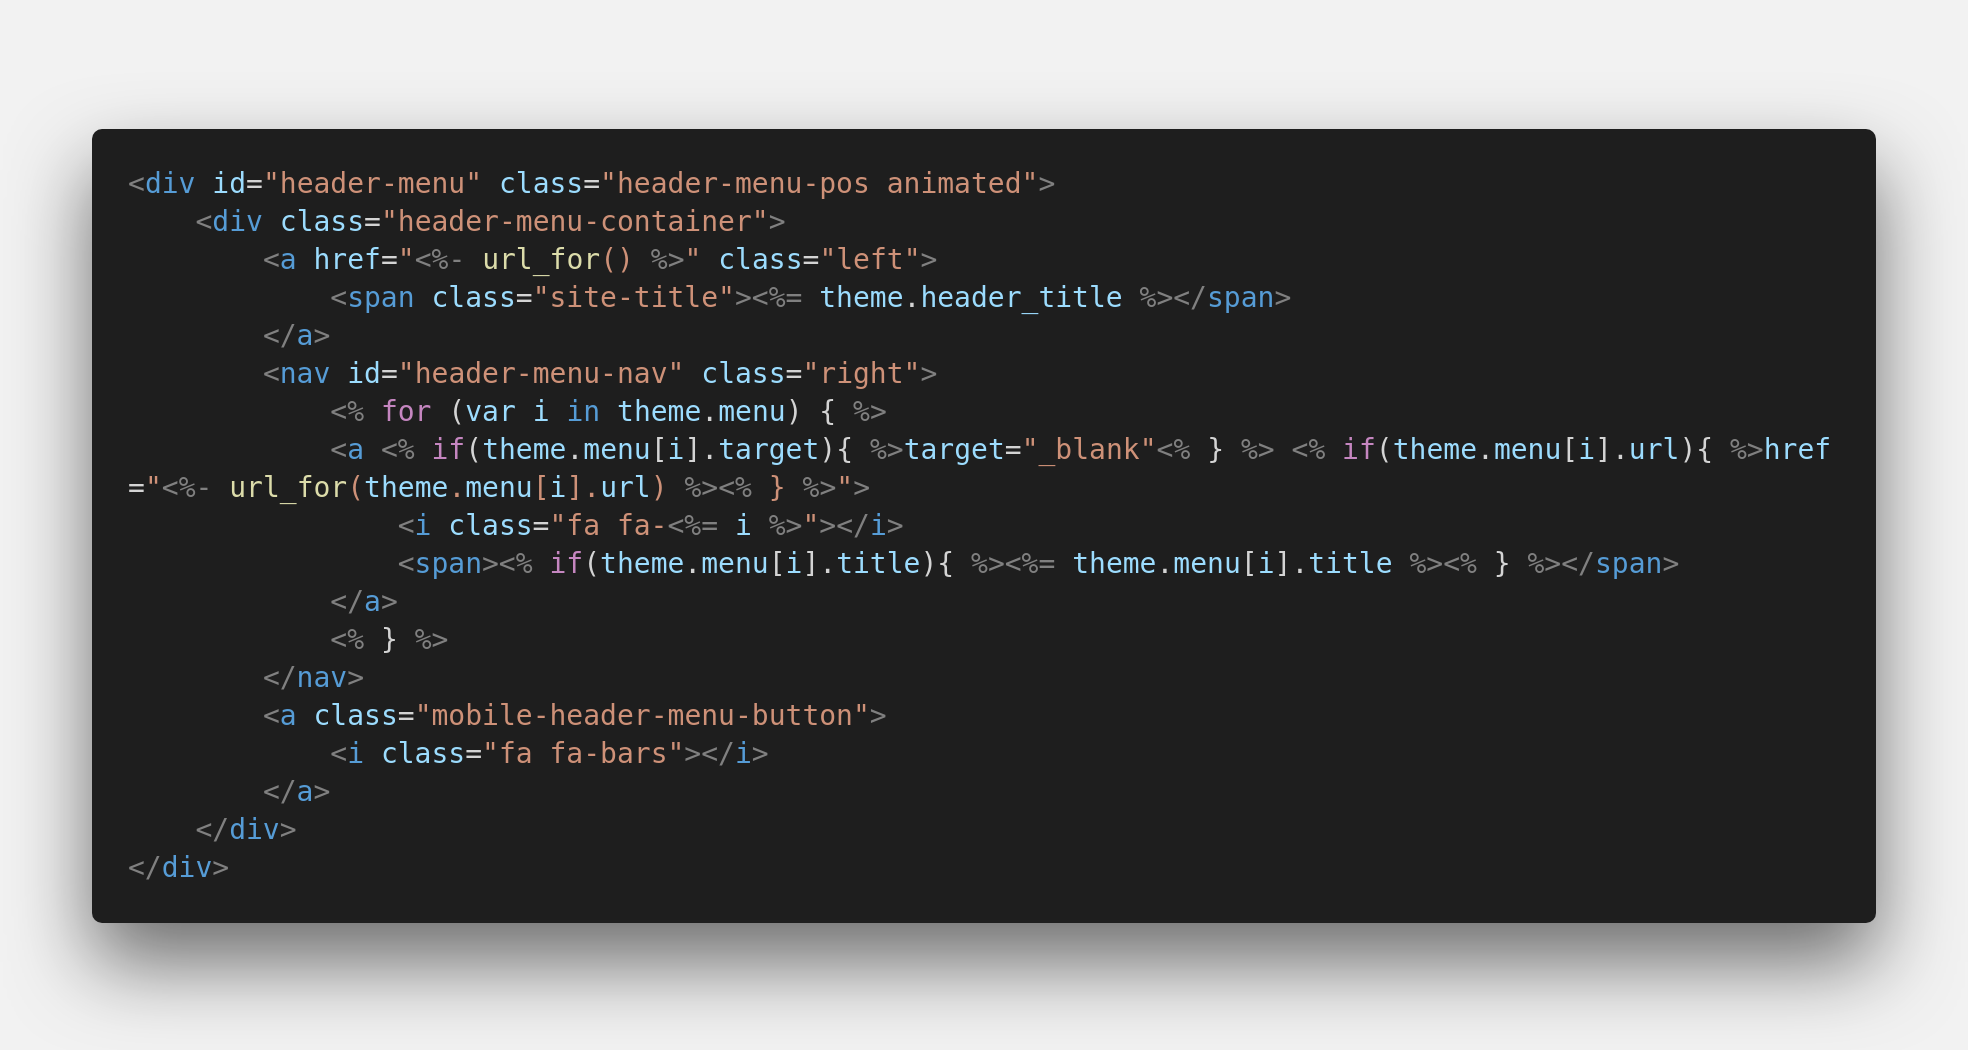 <div id="header-menu" class="header-menu-pos animated">
    <div class="header-menu-container">
        <a href="<%- url_for() %>" class="left">
            <span class="site-title"><%= theme.header_title %></span>
        </a>
        <nav id="header-menu-nav" class="right">
            <% for (var i in theme.menu) { %>
            <a <% if(theme.menu[i].target){ %>target="_blank"<% } %> <% if(theme.menu[i].url){ %>href
="<%- url_for(theme.menu[i].url) %><% } %>">
                <i class="fa fa-<%= i %>"></i>
                <span><% if(theme.menu[i].title){ %><%= theme.menu[i].title %><% } %></span>
            </a>
            <% } %>
        </nav>
        <a class="mobile-header-menu-button">
            <i class="fa fa-bars"></i>
        </a>
    </div>
</div>